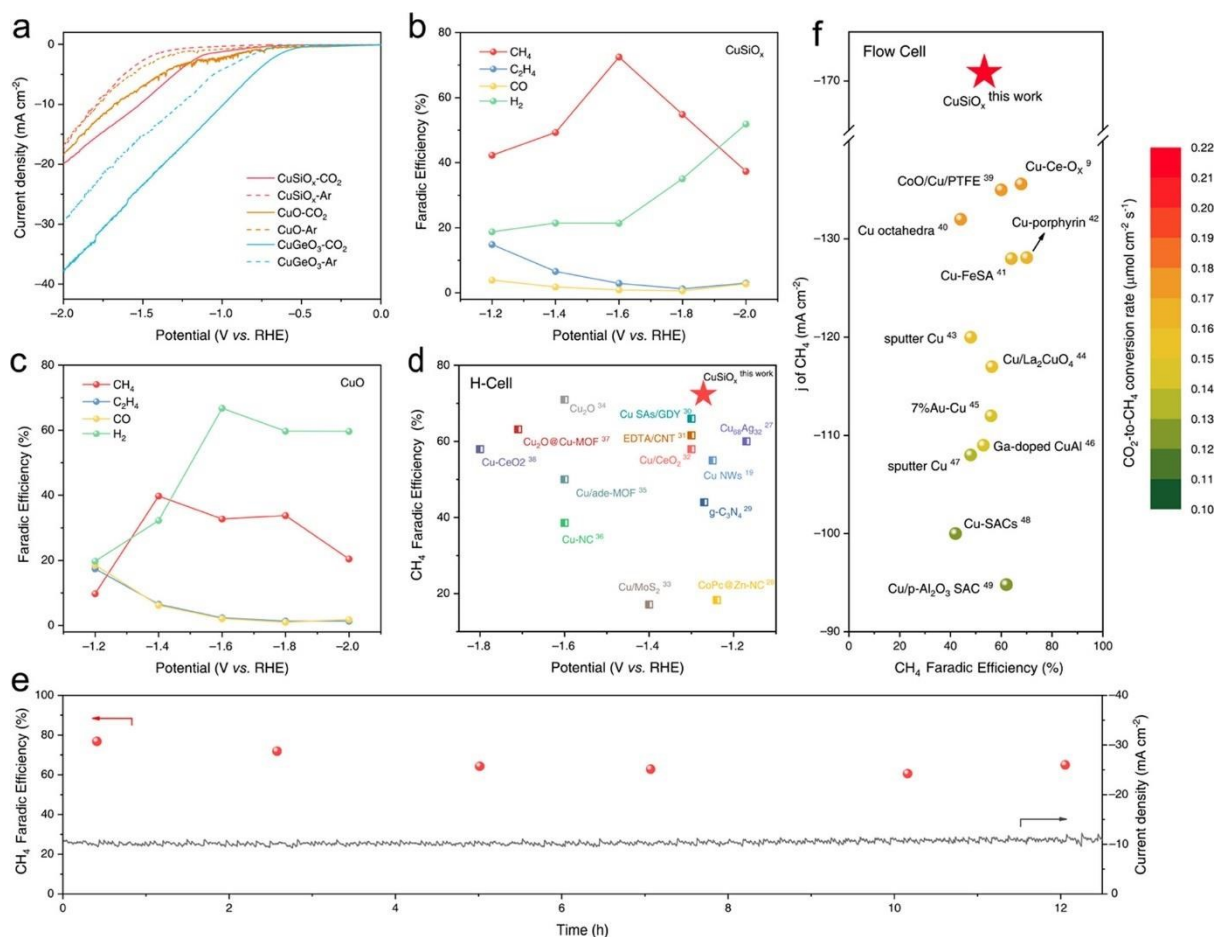 a
Current density (mA cm⁻²)
0
−10
−20
−30
−40
−2.0 −1.5 −1.0 −0.5 0.0
Potential (V vs. RHE)
CuSiOₓ-CO₂
CuSiOₓ-Ar
CuO-CO₂
CuO-Ar
CuGeO₃-CO₂
CuGeO₃-Ar
b
Faradic Efficiency (%)
80
60
40
20
0
−1.2 −1.4 −1.6 −1.8 −2.0
Potential (V vs. RHE)
CH₄
C₂H₄
CO
H₂
CuSiOₓ
c
Faradic Efficiency (%)
80
60
40
20
0
−1.2 −1.4 −1.6 −1.8 −2.0
Potential (V vs. RHE)
CH₄
C₂H₄
CO
H₂
CuO
d
CH₄ Faradic Efficiency (%)
80
60
40
20
−1.8 −1.6 −1.4 −1.2
Potential (V vs. RHE)
H-Cell
CuSiOₓ this work
Cu₂O ³⁴
Cu SAs/GDY ³⁰
Cu₂O@Cu-MOF ³⁷
EDTA/CNT ³¹
Cu₆₈Ag₃₂ ²⁷
Cu-CeO2 ³⁸
Cu/CeO₂ ³²
Cu NWs ¹⁹
Cu/ade-MOF ³⁵
g-C₃N₄ ²⁹
Cu-NC ³⁶
Cu/MoS₂ ³³
CoPc@Zn-NC ²⁸
f
Flow Cell
j of CH₄ (mA cm⁻²)
−170
−130
−120
−110
−100
−90
0 20 40 60 80 100
CH₄ Faradic Efficiency (%)
CuSiOₓ this work
Cu-Ce-Oₓ ⁹
CoO/Cu/PTFE ³⁹
Cu-porphyrin ⁴²
Cu octahedra ⁴⁰
Cu-FeSA ⁴¹
sputter Cu ⁴³
Cu/La₂CuO₄ ⁴⁴
7%Au-Cu ⁴⁵
Ga-doped CuAl ⁴⁶
sputter Cu ⁴⁷
Cu-SACs ⁴⁸
Cu/p-Al₂O₃ SAC ⁴⁹
CO₂-to-CH₄ conversion rate (μmol cm⁻² s⁻¹)
0.22
0.21
0.20
0.19
0.18
0.17
0.16
0.15
0.14
0.13
0.12
0.11
0.10
e
CH₄ Faradic Efficiency (%)
100
80
60
40
20
0
0 2 4 6 8 10 12
Time (h)
Current density (mA cm⁻²)
−40
−30
−20
−10
0